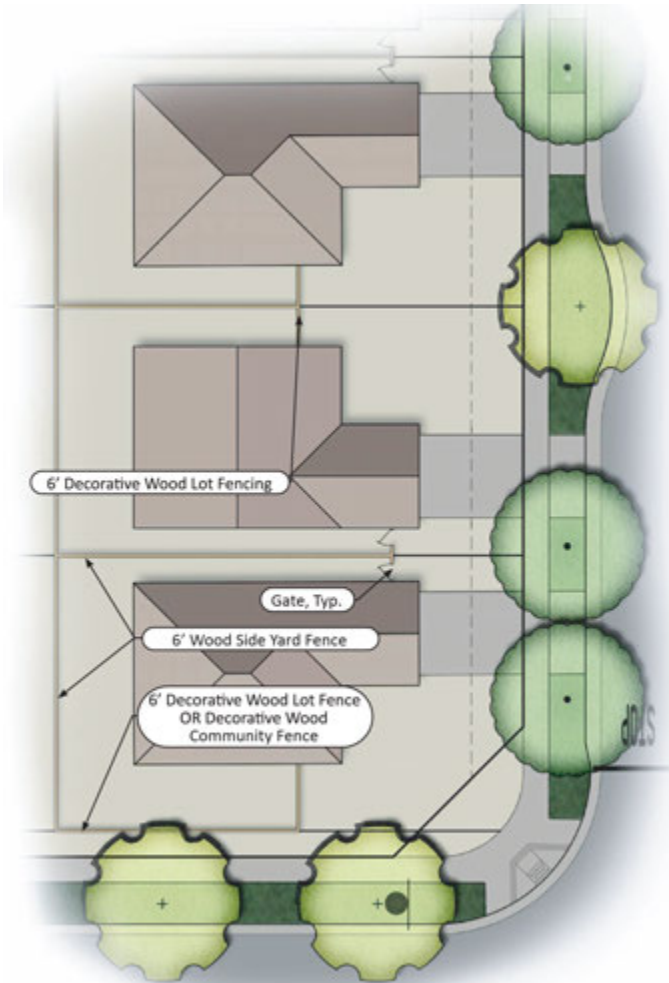 6' Decorative Wood Lot Fencing
Gate, Typ.
6' Wood Side Yard Fence
6' Decorative Wood Lot Fence
OR Decorative Wood
Community Fence
STOP